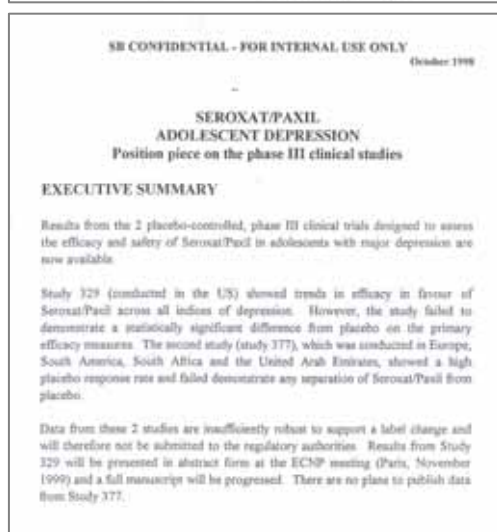 SB CONFIDENTIAL - FOR INTERNAL USE ONLY
October 1998
SEROXAT/PAXIL
ADOLESCENT DEPRESSION
Position piece on the phase III clinical studies
EXECUTIVE SUMMARY
Results from the 2 placebo-controlled, phase III clinical trials designed to assess
the efficacy and safety of Seroxat/Paxil in adolescents with major depression are
now available.
Study 329 (conducted in the US) showed trends in efficacy in favour of
Seroxat/Paxil across all indices of depression. However, the study failed to
demonstrate a statistically significant difference from placebo on the primary
efficacy measures. The second study (study 377), which was conducted in Europe,
South America, South Africa and the United Arab Emirates, showed a high
placebo response rate and failed demonstrate any separation of Seroxat/Paxil from
placebo.
Data from these 2 studies are insufficiently robust to support a label change and
will therefore not be submitted to the regulatory authorities. Results from Study
329 will be presented in abstract form at the ECNP meeting (Paris, November
1999) and a full manuscript will be progressed. There are no plans to publish data
from Study 377.